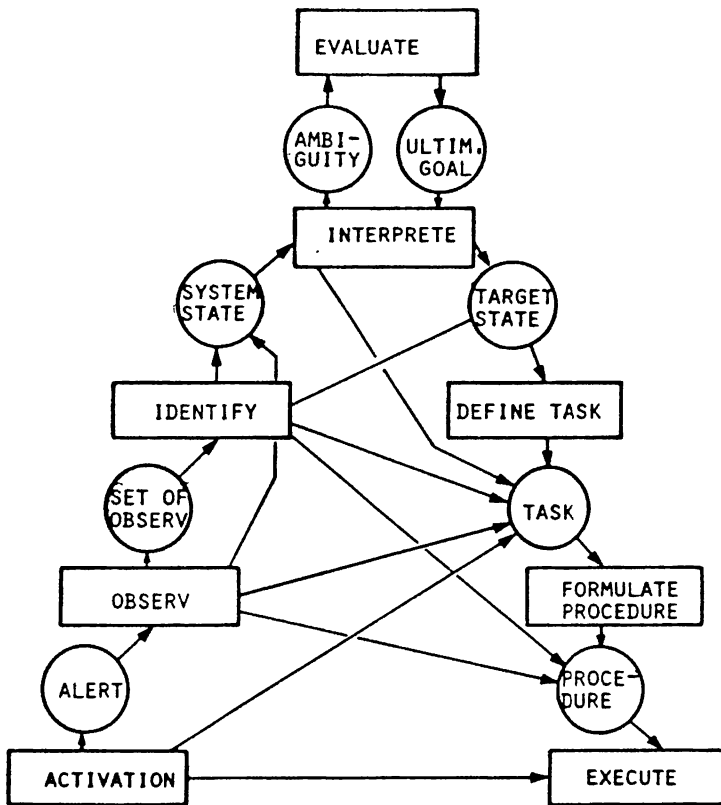 EVALUATE
AMBI-
GUITY
ULTIM.
GOAL
INTERPRETE
SYSTEM
STATE
TARGET
STATE
IDENTIFY
DEFINE TASK
SET OF
OBSERV
TASK
OBSERV
FORMULATE
PROCEDURE
ALERT
PROCE-
DURE
ACTIVATION
EXECUTE